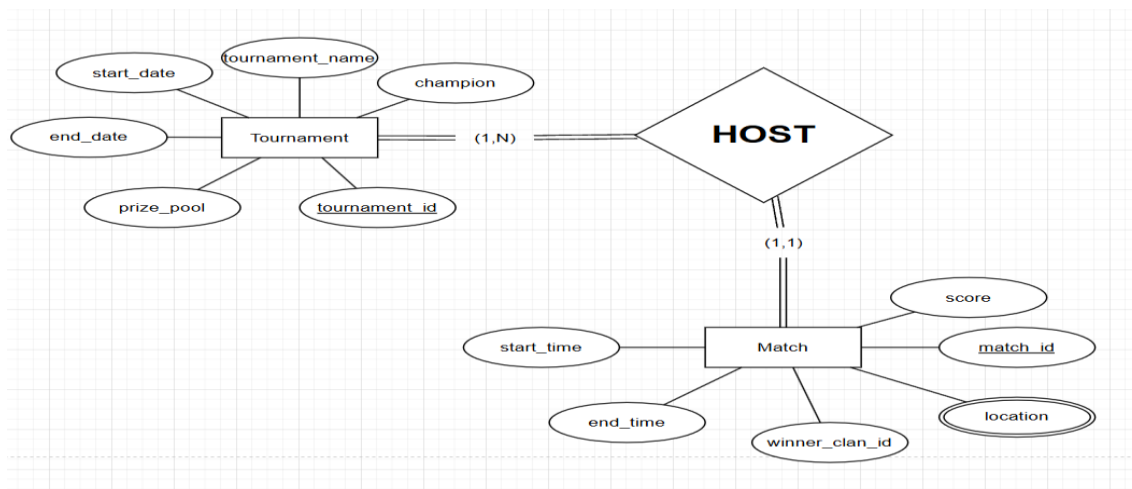 tournament_name
start_date
champion
end_date
Tournament
(1,N)
HOST
prize_pool
tournament_id
(1,1)
score
start_time
Match
match_id
end_time
location
winner_clan_id